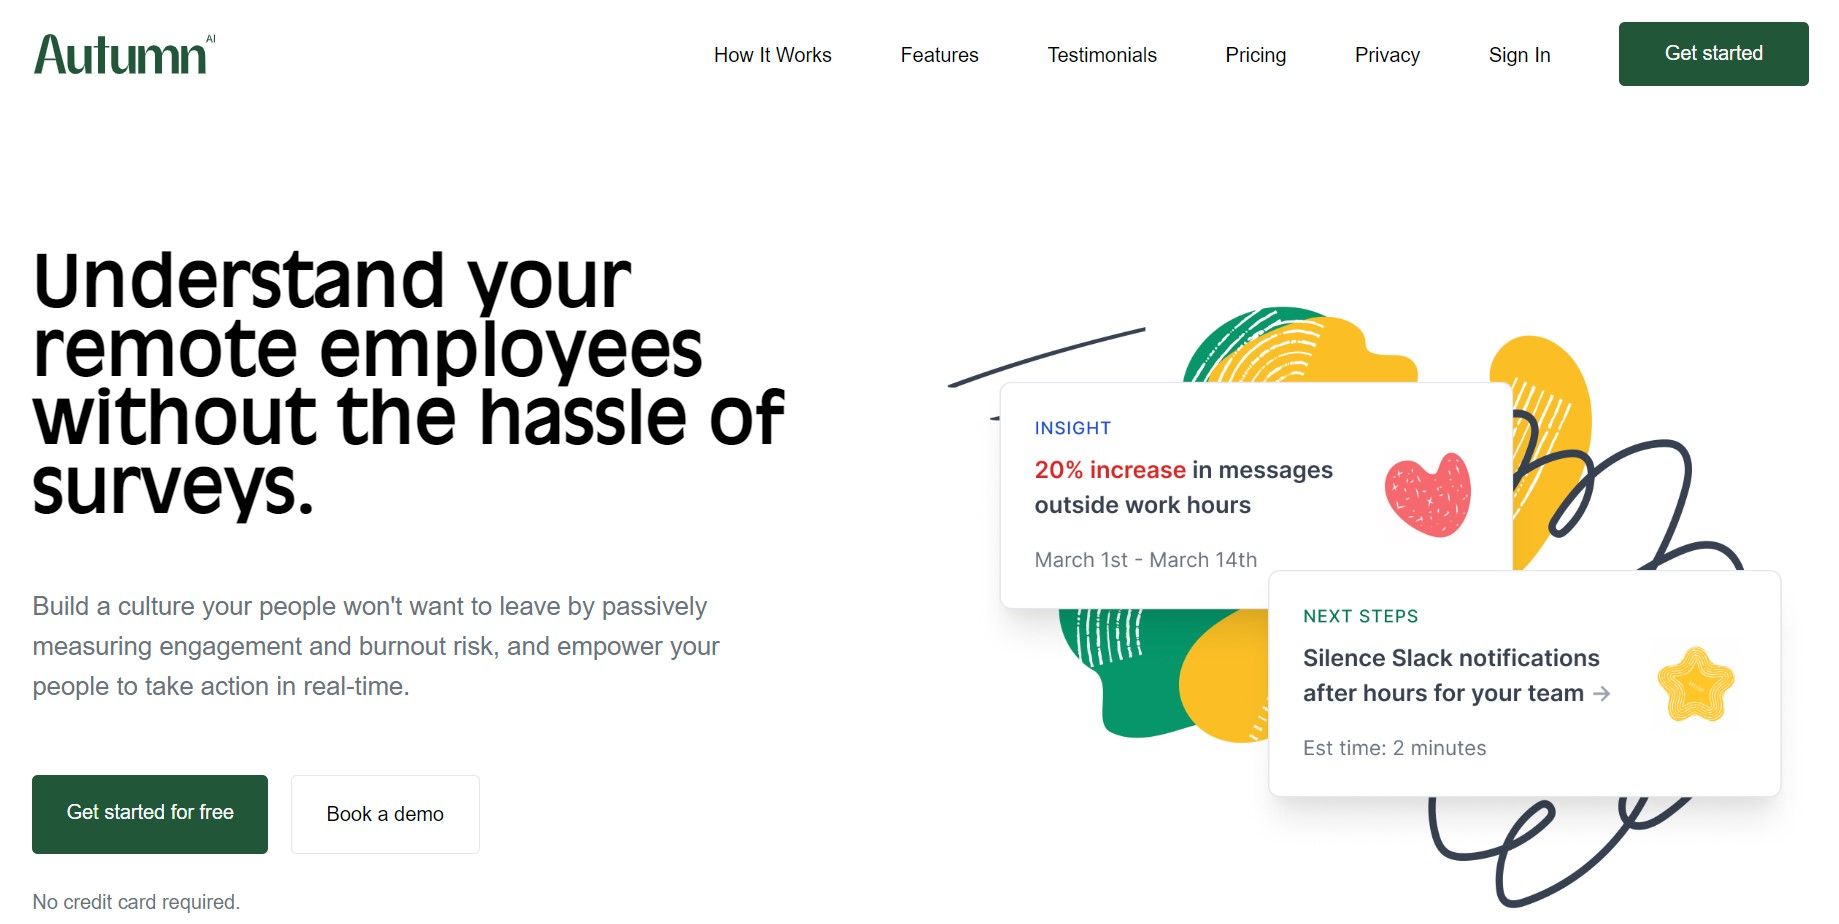 Autumn AI
How It Works
Features
Testimonials
Pricing
Privacy
Sign In
Get started
Understand your
remote employees
without the hassle of
surveys.
Build a culture your people won't want to leave by passively
measuring engagement and burnout risk, and empower your
people to take action in real-time.
Get started for free
Book a demo
No credit card required.
INSIGHT
20% increase in messages
outside work hours
March 1st - March 14th
NEXT STEPS
Silence Slack notifications
after hours for your team →
Est time: 2 minutes